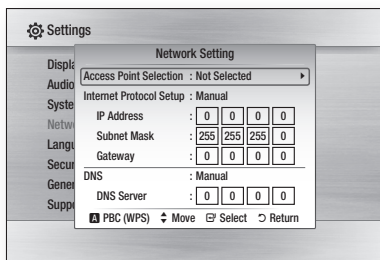 Settings
Network Setting
Access Point Selection : Not Selected
Internet Protocol Setup : Manual
IP Address : 0 0 0 0
Subnet Mask : 255 255 255 0
Gateway : 0 0 0 0
DNS : Manual
DNS Server : 0 0 0 0
A PBC (WPS) Move Select Return
Displa
Audio
Syste
Netw
Langu
Secur
Gener
Suppo